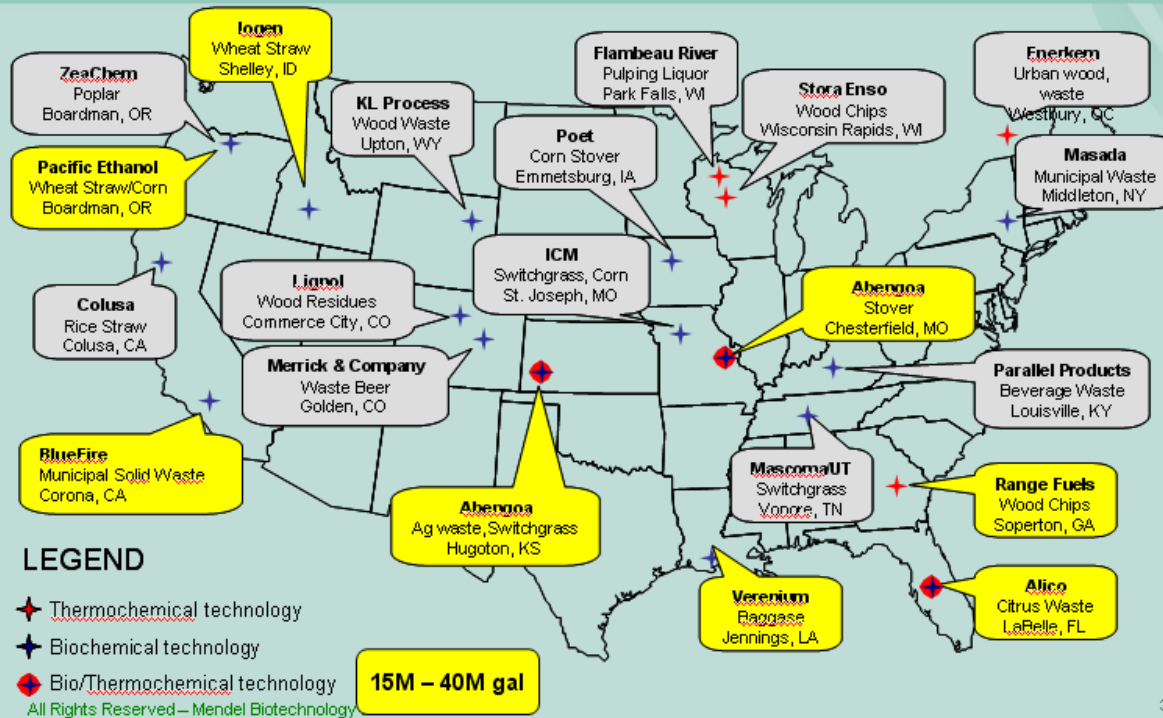 Iogen
Wheat Straw
Shelley, ID
ZeaChem
Poplar
Boardman, OR
Pacific Ethanol
Wheat Straw/Corn
Boardman, OR
KL Process
Wood Waste
Upton, WY
Flambeau River
Pulping Liquor
Park Falls, WI
Stora Enso
Wood Chips
Wisconsin Rapids, WI
Enerkem
Urban wood,
waste
Westbury, QC
Poet
Corn Stover
Emmetsburg, IA
Masada
Municipal Waste
Middleton, NY
ICM
Switchgrass, Corn
St. Joseph, MO
Lignol
Wood Residues
Commerce City, CO
Abengoa
Stover
Chesterfield, MO
Colusa
Rice Straw
Colusa, CA
Merrick & Company
Waste Beer
Golden, CO
Parallel Products
Beverage Waste
Louisville, KY
BlueFire
Municipal Solid Waste
Corona, CA
Abengoa
Ag waste, Switchgrass
Hugoton, KS
Mascoma/UT
Switchgrass
Vonore, TN
Range Fuels
Wood Chips
Soperton, GA
Verenium
Baggase
Jennings, LA
Alico
Citrus Waste
LaBelle, FL
LEGEND
Thermochemical technology
Biochemical technology
Bio/Thermochemical technology
15M – 40M gal
All Rights Reserved – Mendel Biotechnology
3